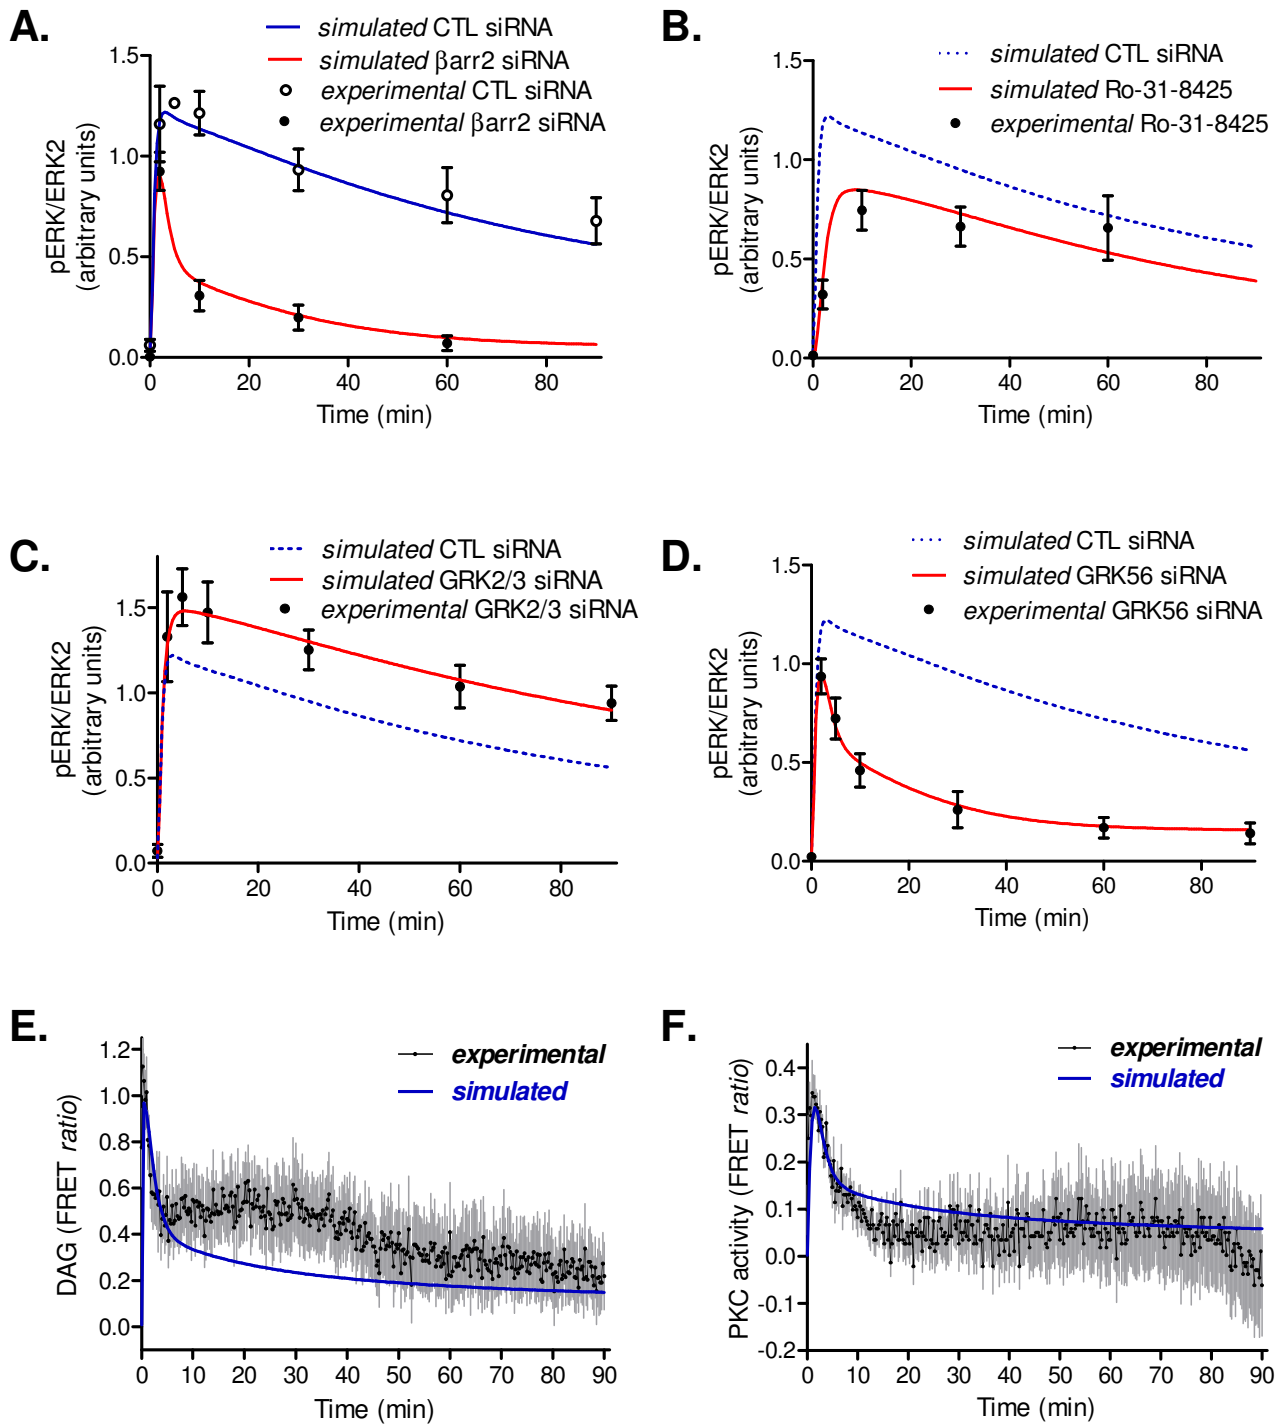 A.
simulated CTL siRNA
simulated βarr2 siRNA
experimental CTL siRNA
experimental βarr2 siRNA
pERK/ERK2
(arbitrary units)
1.5
1.0
0.5
0.0
0 20 40 60 80
Time (min)
B.
simulated CTL siRNA
simulated Ro-31-8425
experimental Ro-31-8425
pERK/ERK2
(arbitrary units)
1.5
1.0
0.5
0.0
0 20 40 60 80
Time (min)
C.
simulated CTL siRNA
simulated GRK2/3 siRNA
experimental GRK2/3 siRNA
pERK/ERK2
(arbitrary units)
1.5
1.0
0.5
0.0
0 20 40 60 80
Time (min)
D.
simulated CTL siRNA
simulated GRK56 siRNA
experimental GRK56 siRNA
pERK/ERK2
(arbitrary units)
1.5
1.0
0.5
0.0
0 20 40 60 80
Time (min)
E.
experimental
simulated
DAG (FRET ratio)
1.2
1.0
0.8
0.6
0.4
0.2
0.0
0 10 20 30 40 50 60 70 80 90
Time (min)
F.
experimental
simulated
PKC activity (FRET ratio)
0.4
0.3
0.2
0.1
0.0
-0.1
-0.2
0 10 20 30 40 50 60 70 80 90
Time (min)